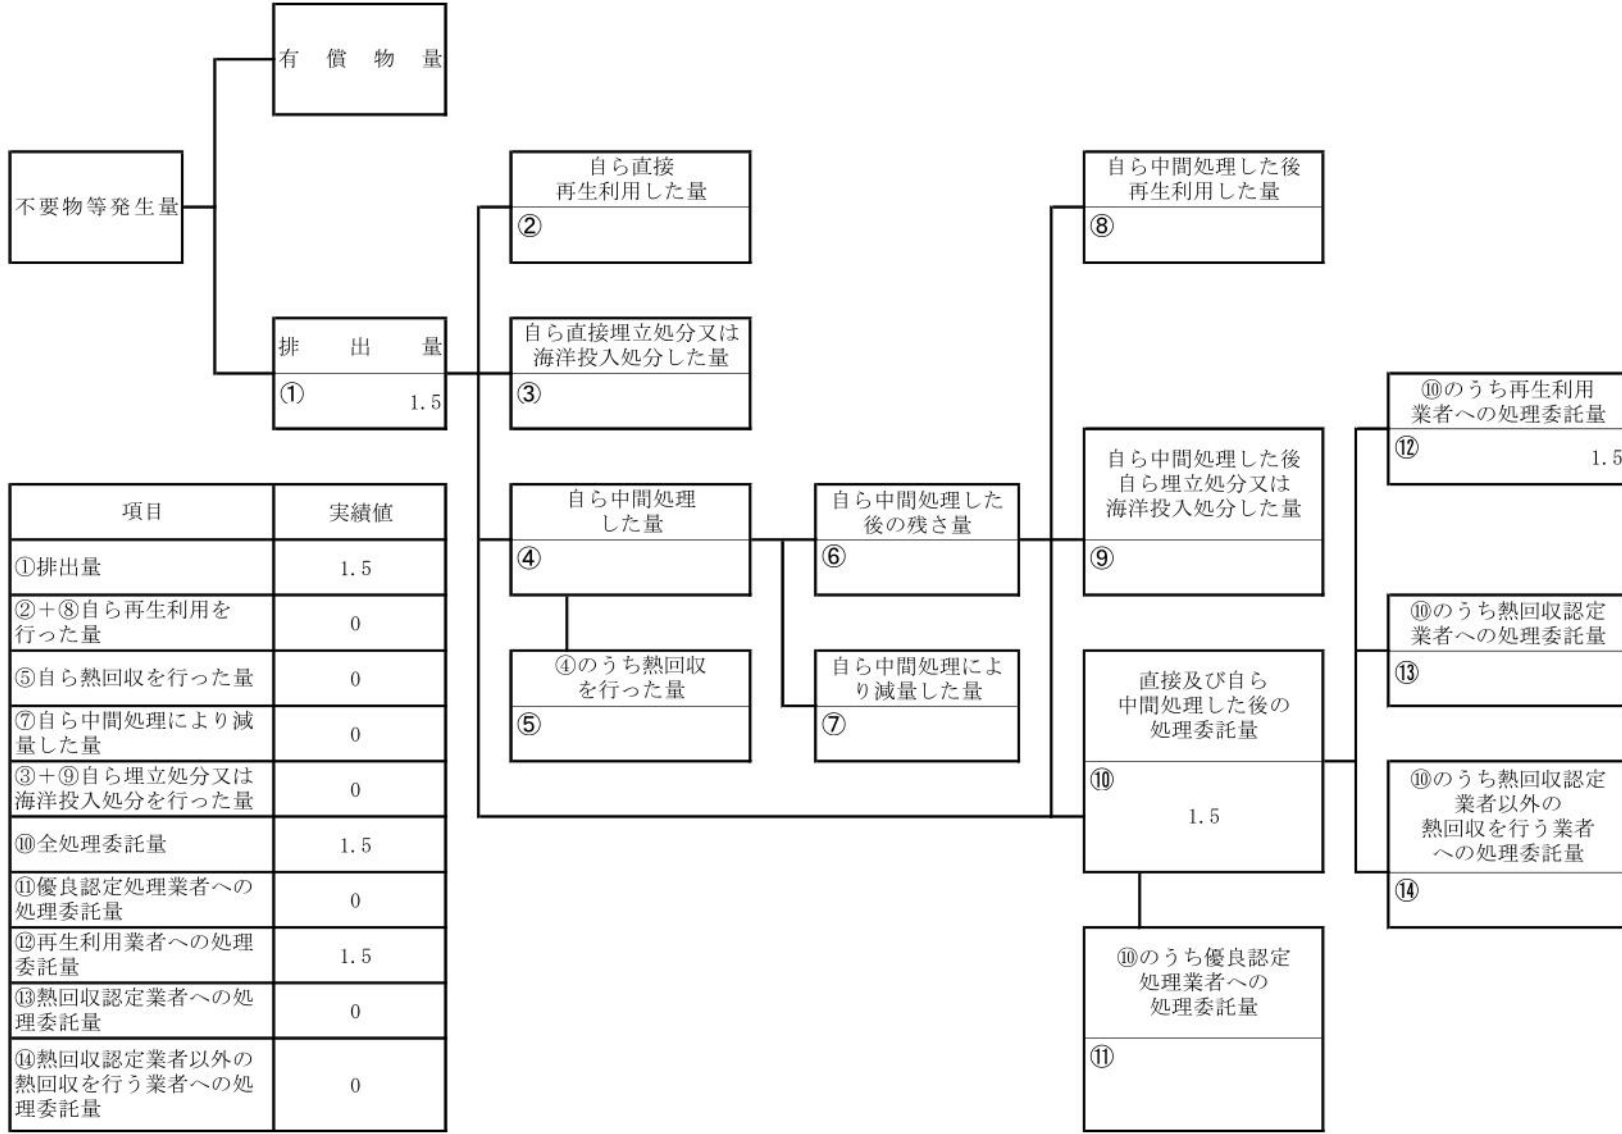 有償物量
不要物等発生量
排出量
①
1.5
自ら直接
再生利用した量
②
自ら直接埋立処分又は
海洋投入処分した量
③
自ら中間処理
した量
④
④のうち熱回収
を行った量
⑤
自ら中間処理した
後の残さ量
⑥
自ら中間処理によ
り減量した量
⑦
自ら中間処理した後
再生利用した量
⑧
自ら中間処理した後
自ら埋立処分又は
海洋投入処分した量
⑨
直接及び自ら
中間処理した後の
処理委託量
⑩
1.5
⑩のうち優良認定
処理業者への
処理委託量
⑪
⑩のうち再生利用
業者への処理委託量
⑫
1.5
⑩のうち熱回収認定
業者への処理委託量
⑬
⑩のうち熱回収認定
業者以外の
熱回収を行う業者
への処理委託量
⑭
項目 実績値
①排出量 1.5
②+⑧自ら再生利用を
行った量 0
⑤自ら熱回収を行った量 0
⑦自ら中間処理により減
量した量 0
③+⑨自ら埋立処分又は
海洋投入処分を行った量 0
⑩全処理委託量 1.5
⑪優良認定処理業者への
処理委託量 0
⑫再生利用業者への処理
委託量 1.5
⑬熱回収認定業者への処
理委託量 0
⑭熱回収認定業者以外の
熱回収を行う業者への処
理委託量 0